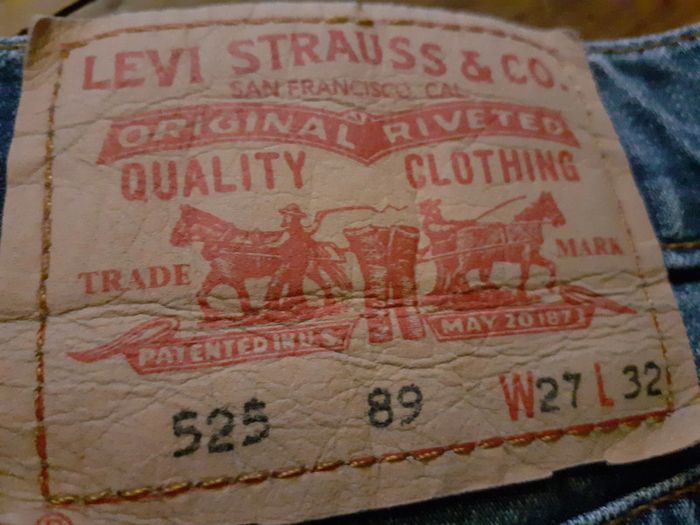 LEVI STRAUSS & CO.
SAN FRANCISCO, CAL
ORIGINAL RIVETED
QUALITY CLOTHING
TRADE MARK
PATENTED IN U.S. MAY 20 1873
525 89 W27 L 32
®